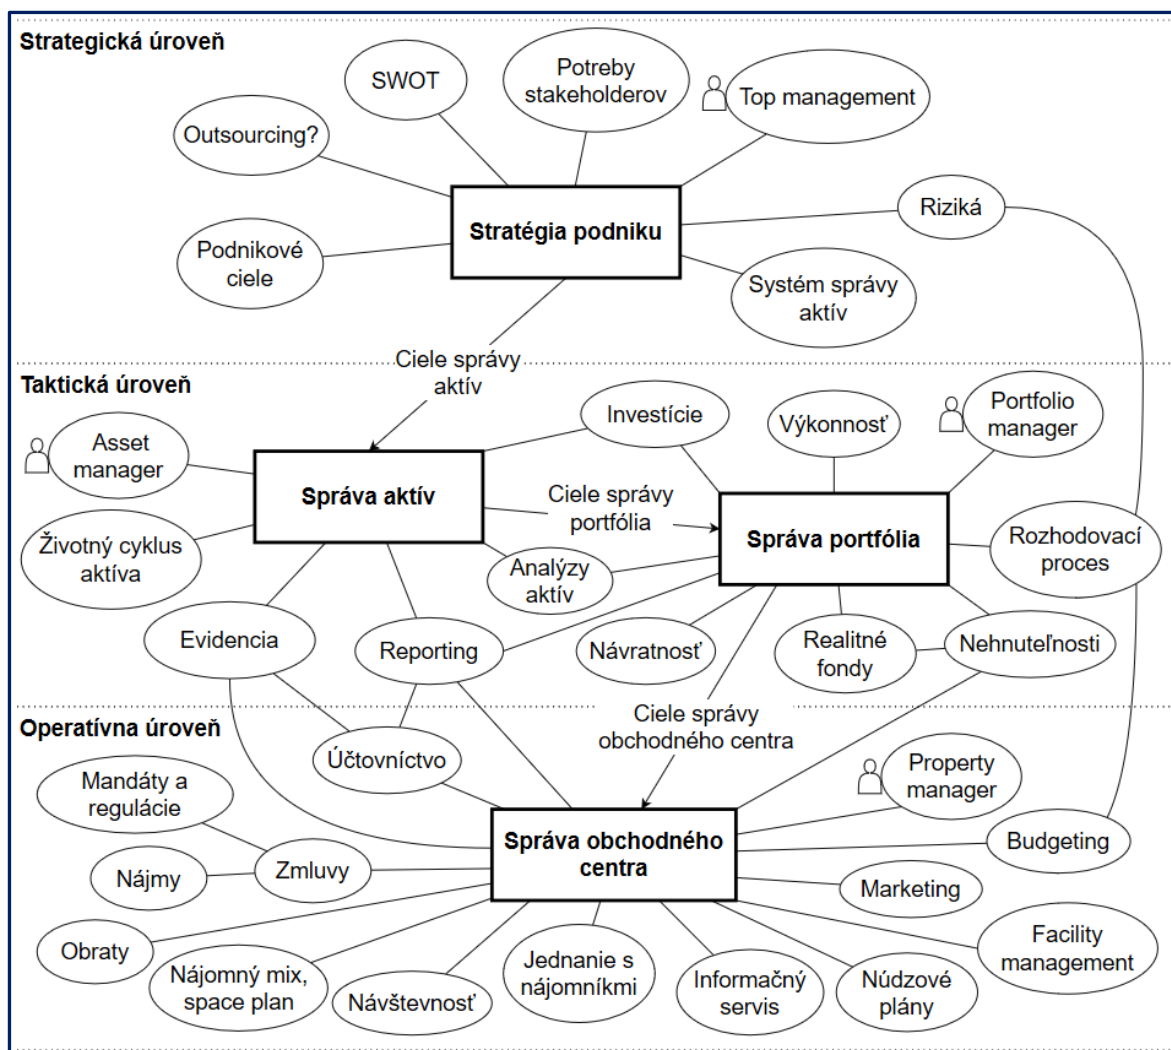 Strategická úroveň
SWOT
Potreby
stakeholderov
Top management
Outsourcing?
Riziká
Stratégia podniku
Podnikové
ciele
Systém správy
aktív
Ciele správy
aktív
Taktická úroveň
Investície
Výkonnosť
Portfolio
manager
Asset
manager
Správa aktív
Ciele správy
portfólia
Správa portfólia
Rozhodovací
proces
Životný cyklus
aktíva
Analýzy
aktív
Evidencia
Reporting
Návratnosť
Realitné
fondy
Nehnuteľnosti
Ciele správy
obchodného centra
Operatívna úroveň
Účtovníctvo
Mandáty a
regulácie
Property
manager
Správa obchodného
centra
Budgeting
Nájmy
Zmluvy
Marketing
Obraty
Nájomný mix,
space plan
Návštevnosť
Jednanie s
nájomníkmi
Informačný
servis
Núdzové
plány
Facility
management